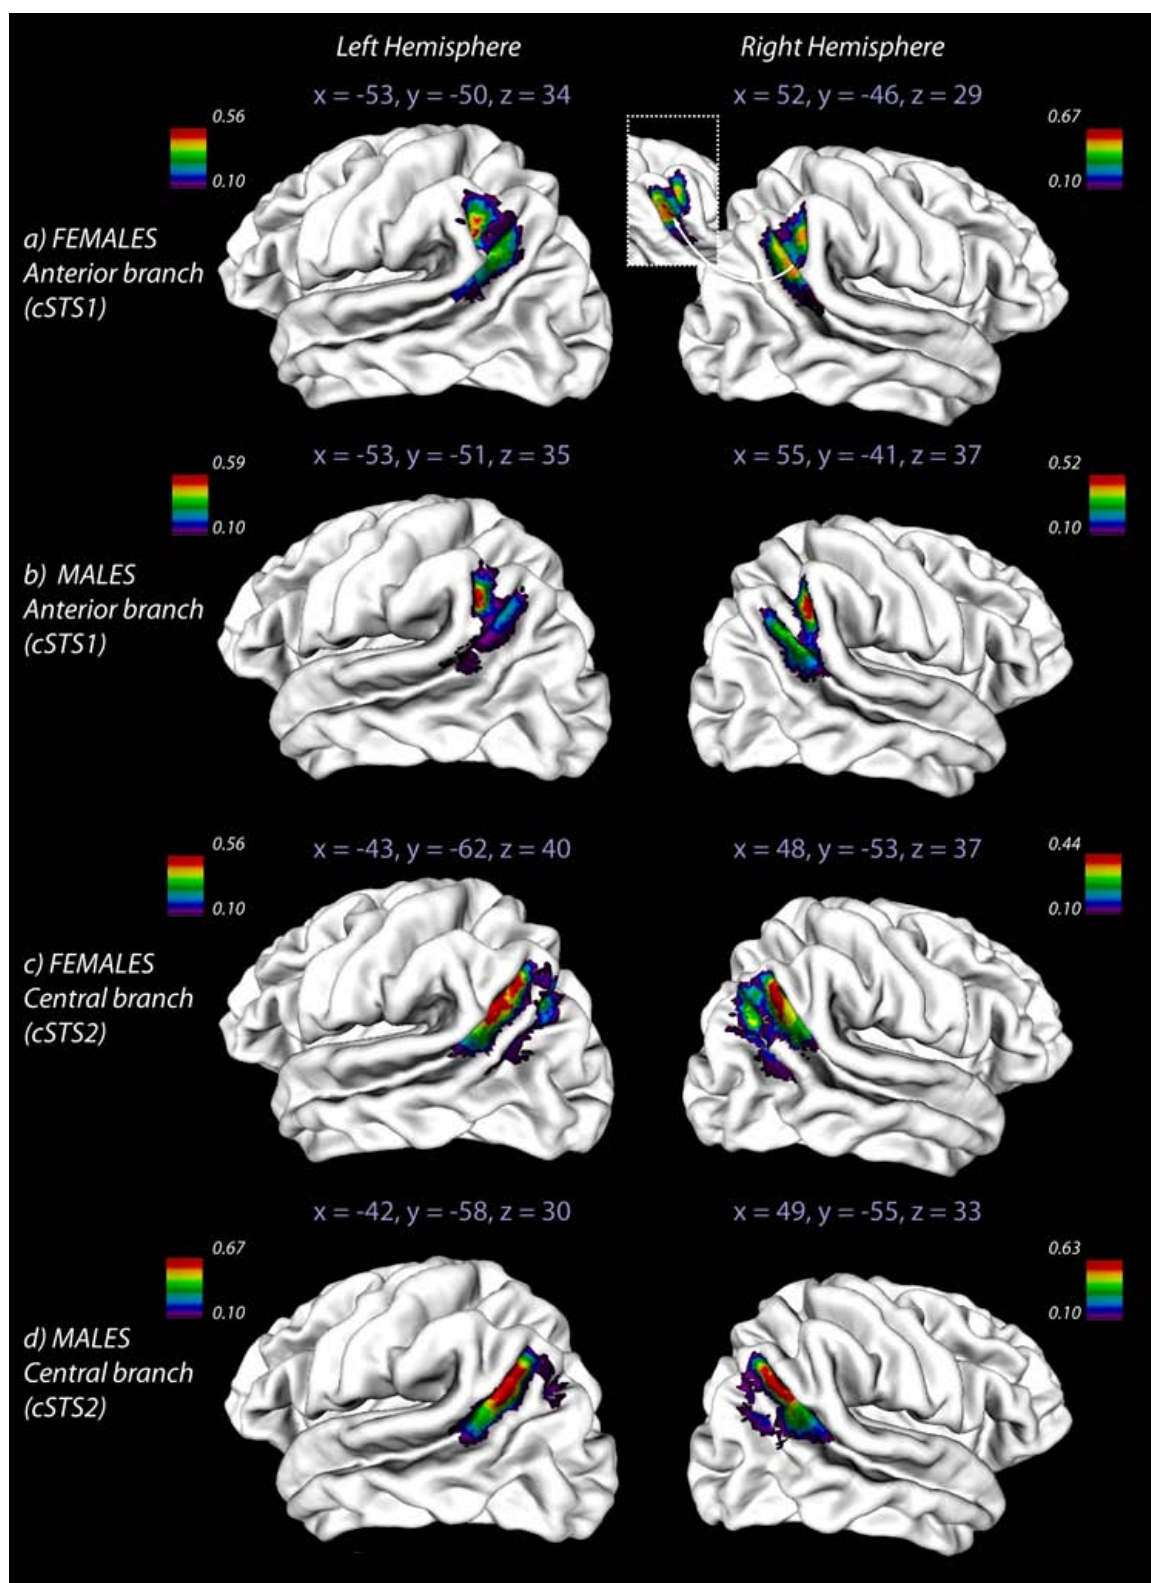 Left Hemisphere
Right Hemisphere
x = -53, y = -50, z = 34
x = 52, y = -46, z = 29
0.56
0.10
0.67
0.10
a) FEMALES
Anterior branch
(cSTS1)
x = -53, y = -51, z = 35
x = 55, y = -41, z = 37
0.59
0.10
0.52
0.10
b) MALES
Anterior branch
(cSTS1)
x = -43, y = -62, z = 40
x = 48, y = -53, z = 37
0.56
0.10
0.44
0.10
c) FEMALES
Central branch
(cSTS2)
x = -42, y = -58, z = 30
x = 49, y = -55, z = 33
0.67
0.10
0.63
0.10
d) MALES
Central branch
(cSTS2)